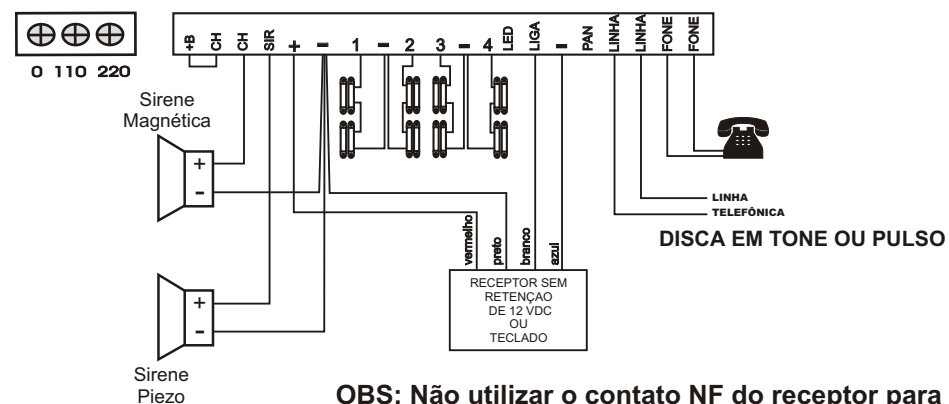 +B CH CH SIR + - 1 - 2 3 - 4 LED LIGA - PAN LINHA LINHA FONE FONE
0 110 220
Sirene
Magnética
+
-
LINHA
TELEFÔNICA
DISCA EM TONE OU PULSO
vermelho preto branco azul
RECEPTOR SEM
RETENÇAO
DE 12 VDC
OU
TECLADO
+
-
Sirene
Piezo
OBS: Não utilizar o contato NF do receptor para